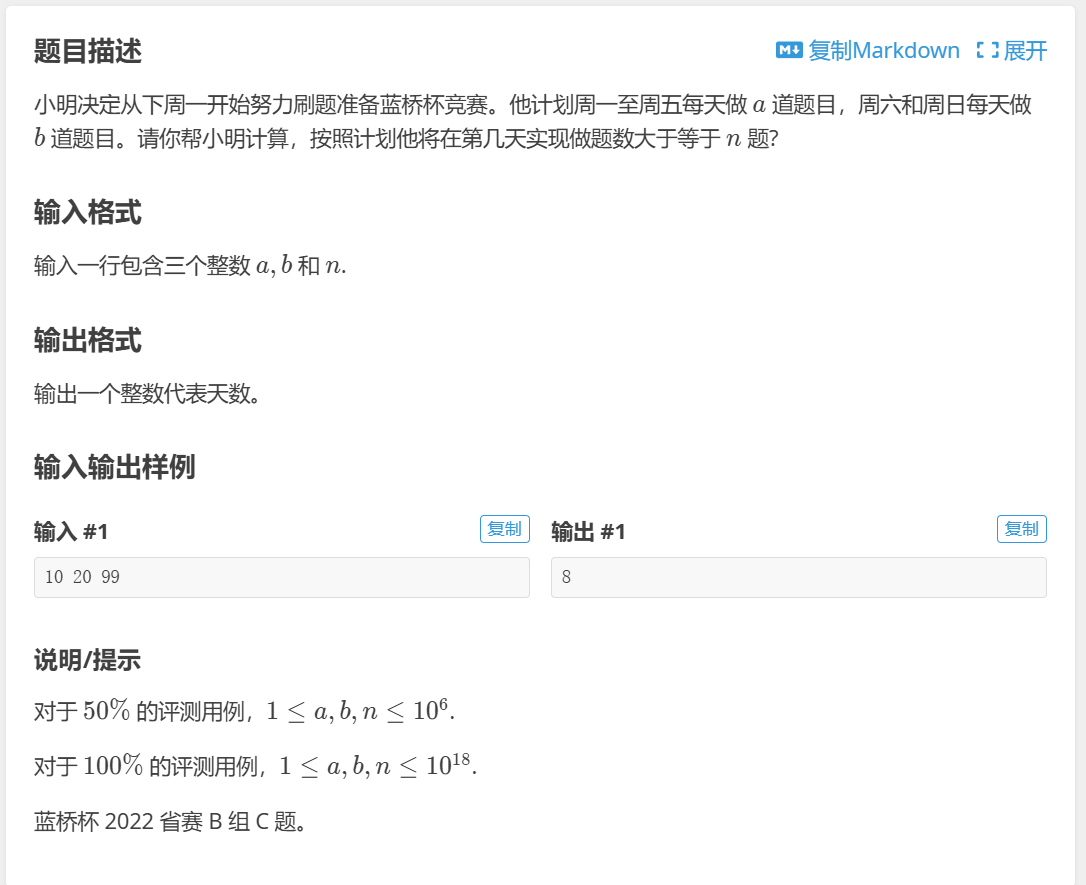 题目描述
复制Markdown 展开
小明决定从下周一开始努力刷题准备蓝桥杯竞赛。他计划周一至周五每天做 a 道题目，周六和周日每天做
b 道题目。请你帮小明计算，按照计划他将在第几天实现做题数大于等于 n 题？
输入格式
输入一行包含三个整数 a, b 和 n.
输出格式
输出一个整数代表天数。
输入输出样例
输入 #1 复制
10 20 99
输出 #1 复制
8
说明/提示
对于 50% 的评测用例，1 ≤ a, b, n ≤ 10⁶.
对于 100% 的评测用例，1 ≤ a, b, n ≤ 10¹⁸.
蓝桥杯 2022 省赛 B 组 C 题。